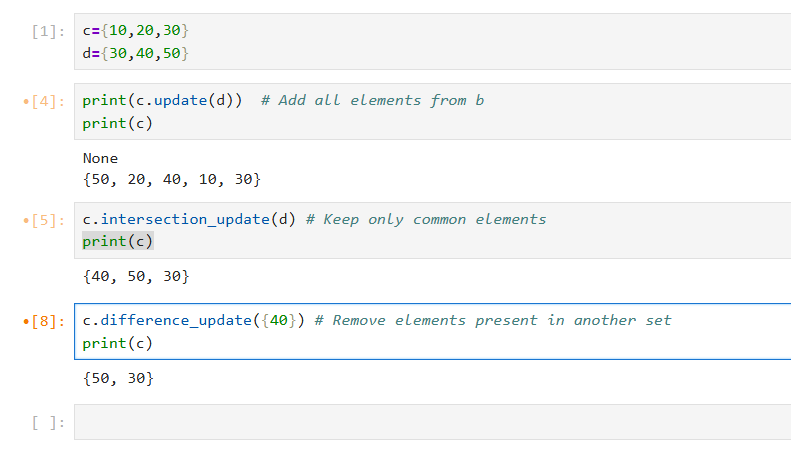 [1]: c={10,20,30}
d={30,40,50}
•[4]: print(c.update(d))  # Add all elements from b
print(c)
None
{50, 20, 40, 10, 30}
•[5]: c.intersection_update(d) # Keep only common elements
print(c)
{40, 50, 30}
•[8]: c.difference_update({40}) # Remove elements present in another set
print(c)
{50, 30}
[ ]: